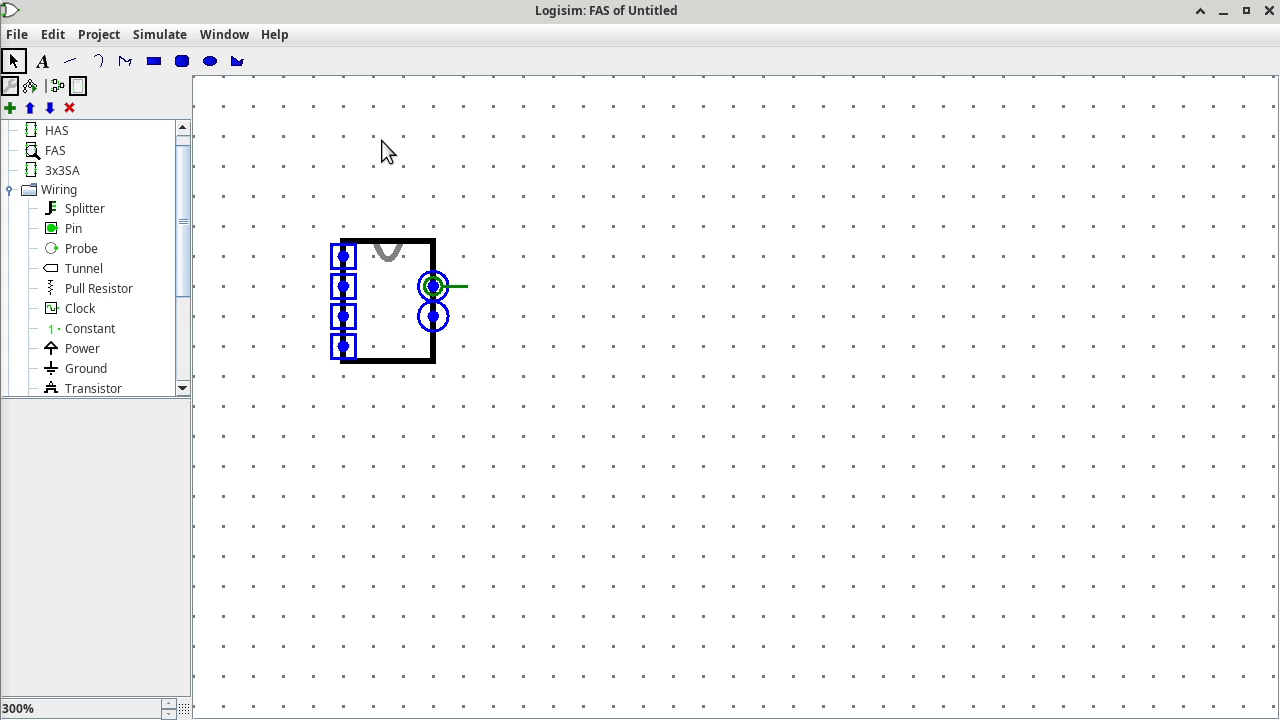 Logisim: FAS of Untitled
File Edit Project Simulate Window Help
A
HAS
FAS
3x3SA
Wiring
Splitter
Pin
Probe
Tunnel
Pull Resistor
Clock
1 Constant
Power
Ground
Transistor
300%